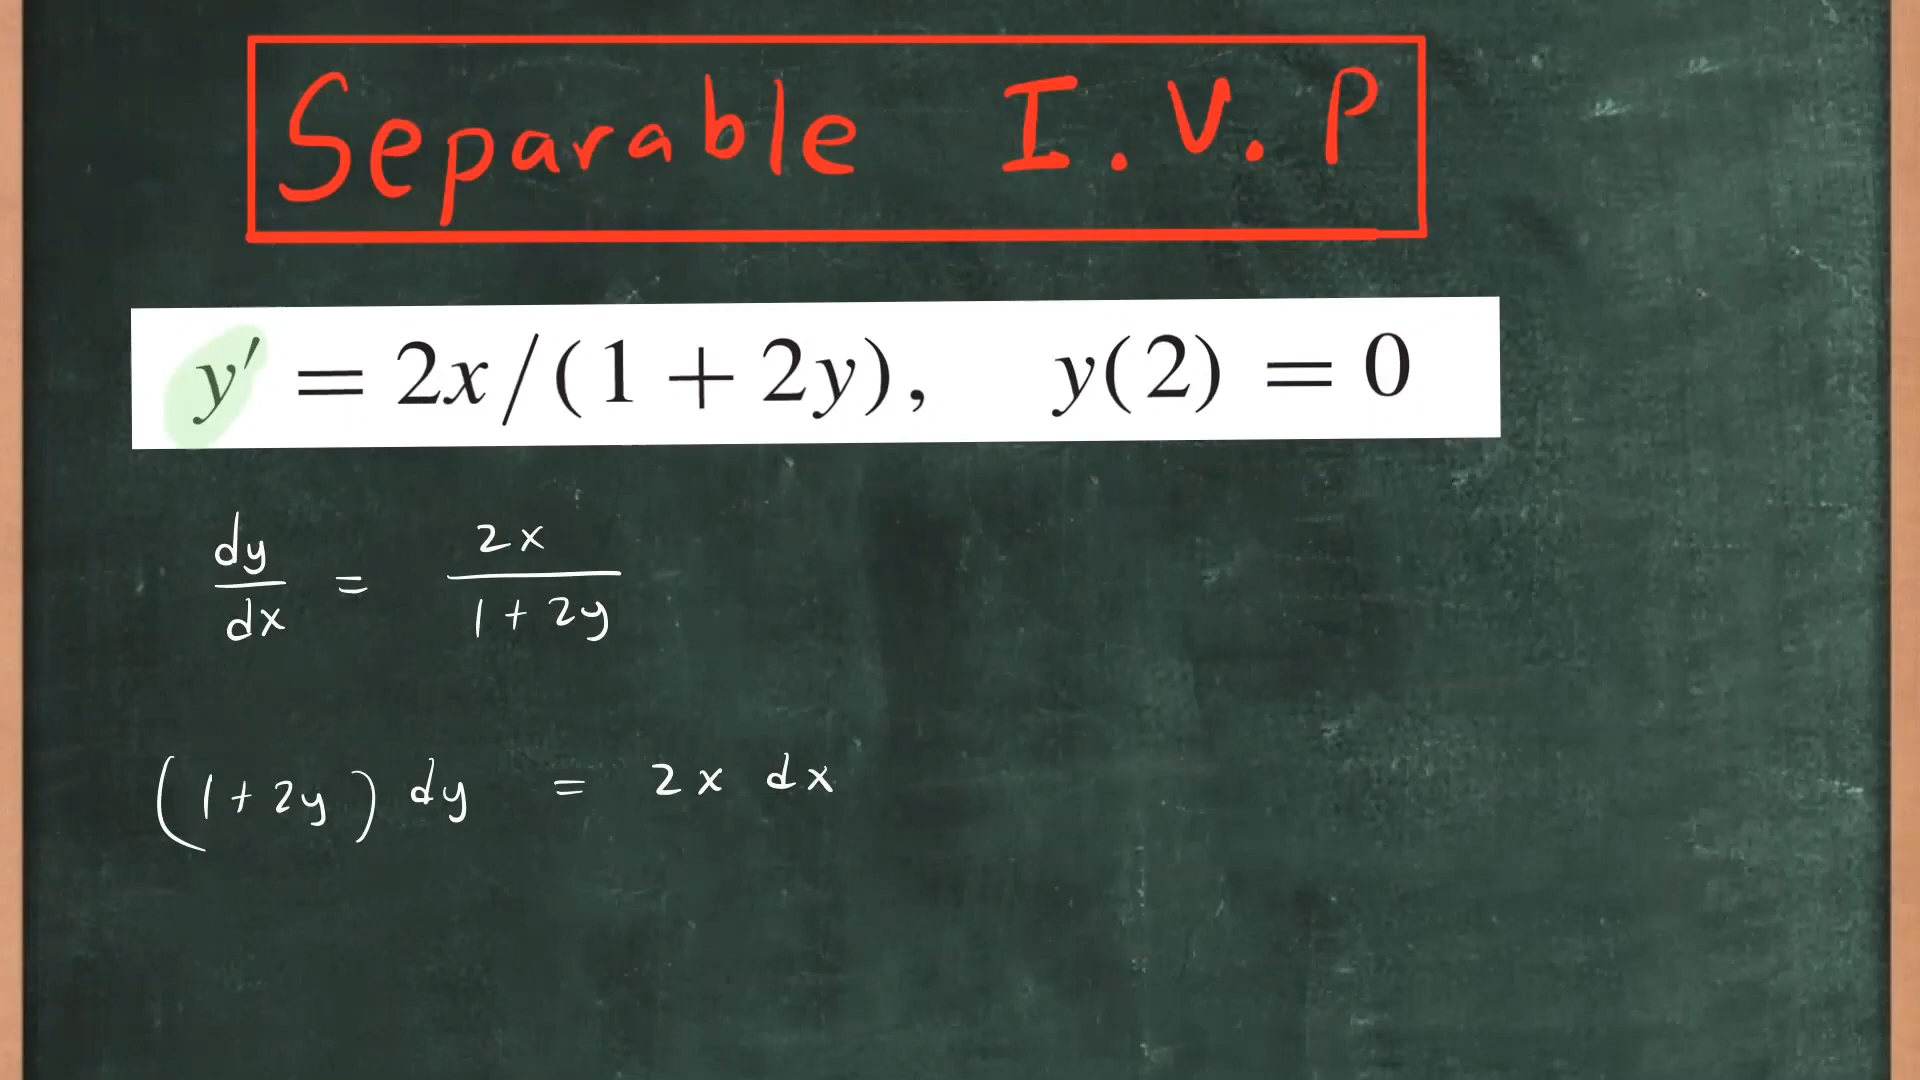 Separable I.V.P
y′ = 2x/(1 + 2y), y(2) = 0
dy/dx = 2x/(1 + 2y)
(1 + 2y) dy = 2x dx